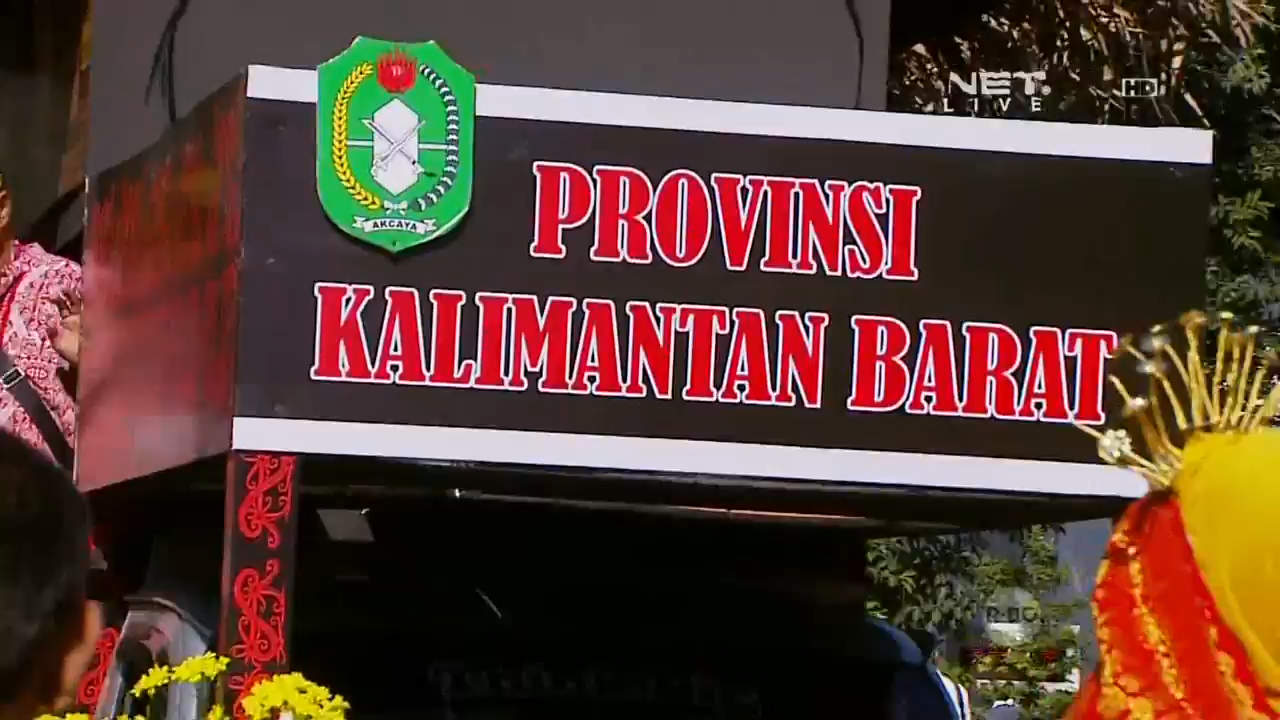 NET.
LIVE
HD
AKCAYA
PROVINSI
KALIMANTAN BARAT